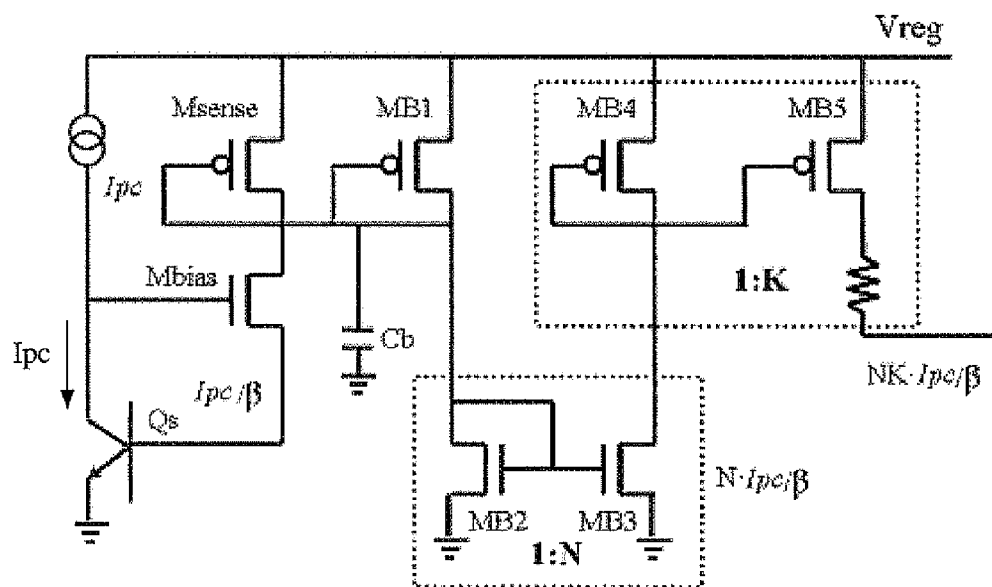 Vreg
Msense
MB1
MB4
MB5
Ipc
Mbias
1:K
Ipc
Cb
Ipc/β
NK·Ipc/β
Qs
N·Ipc/β
MB2
MB3
1:N